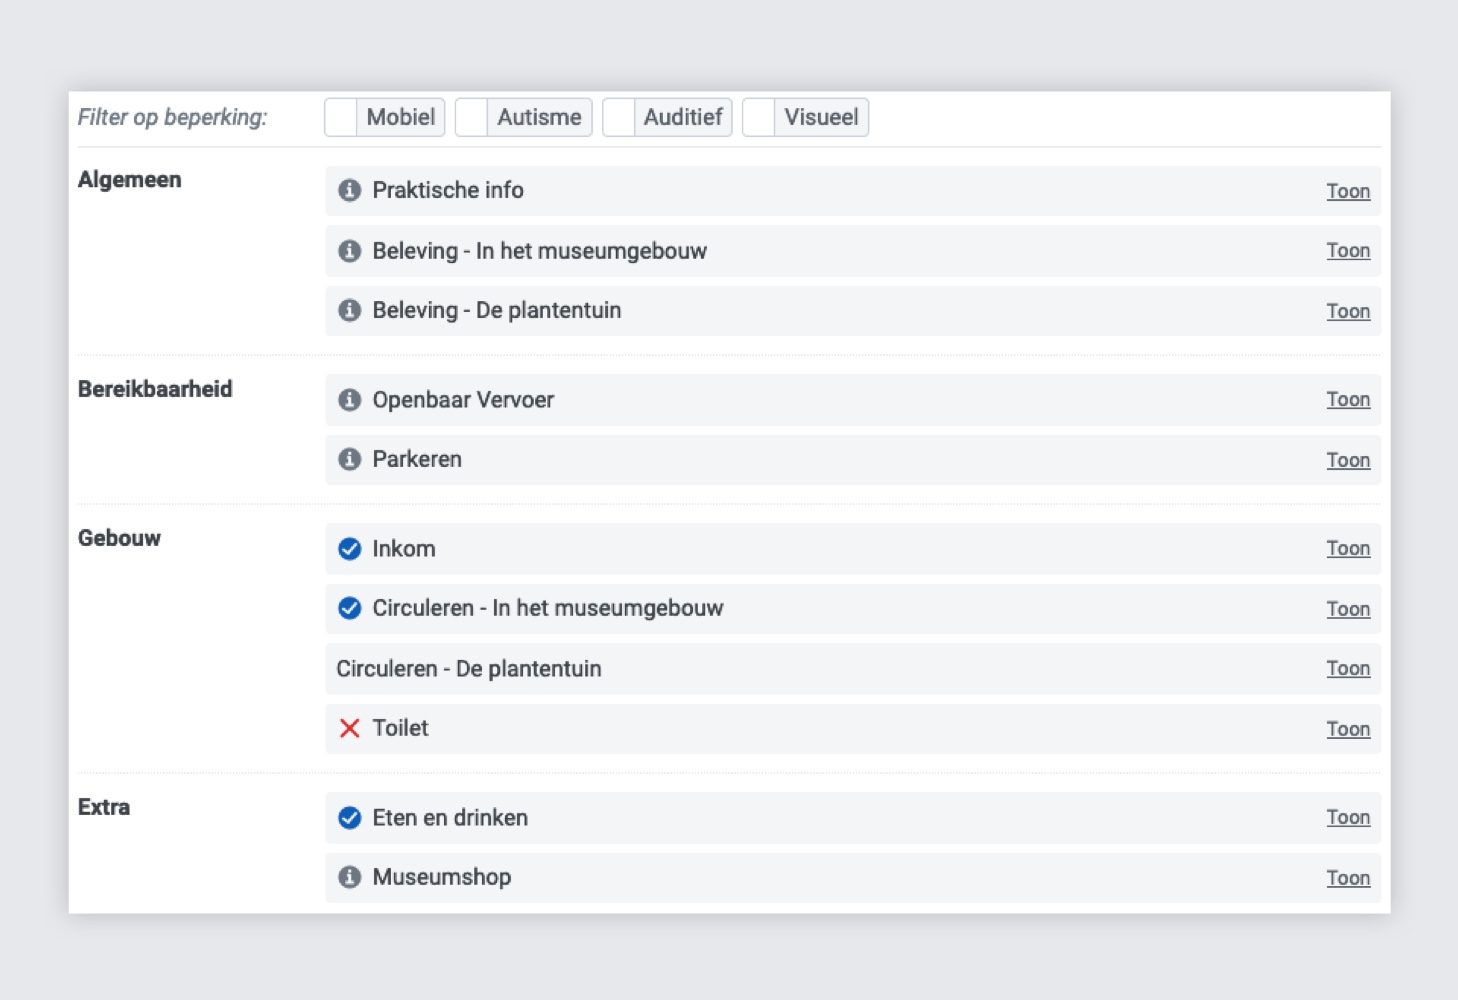 Filter op beperking: Mobiel Autisme Auditief Visueel
Algemeen
Praktische info Toon
Beleving - In het museumgebouw Toon
Beleving - De plantentuin Toon
Bereikbaarheid
Openbaar Vervoer Toon
Parkeren Toon
Gebouw
Inkom Toon
Circuleren - In het museumgebouw Toon
Circuleren - De plantentuin Toon
Toilet Toon
Extra
Eten en drinken Toon
Museumshop Toon